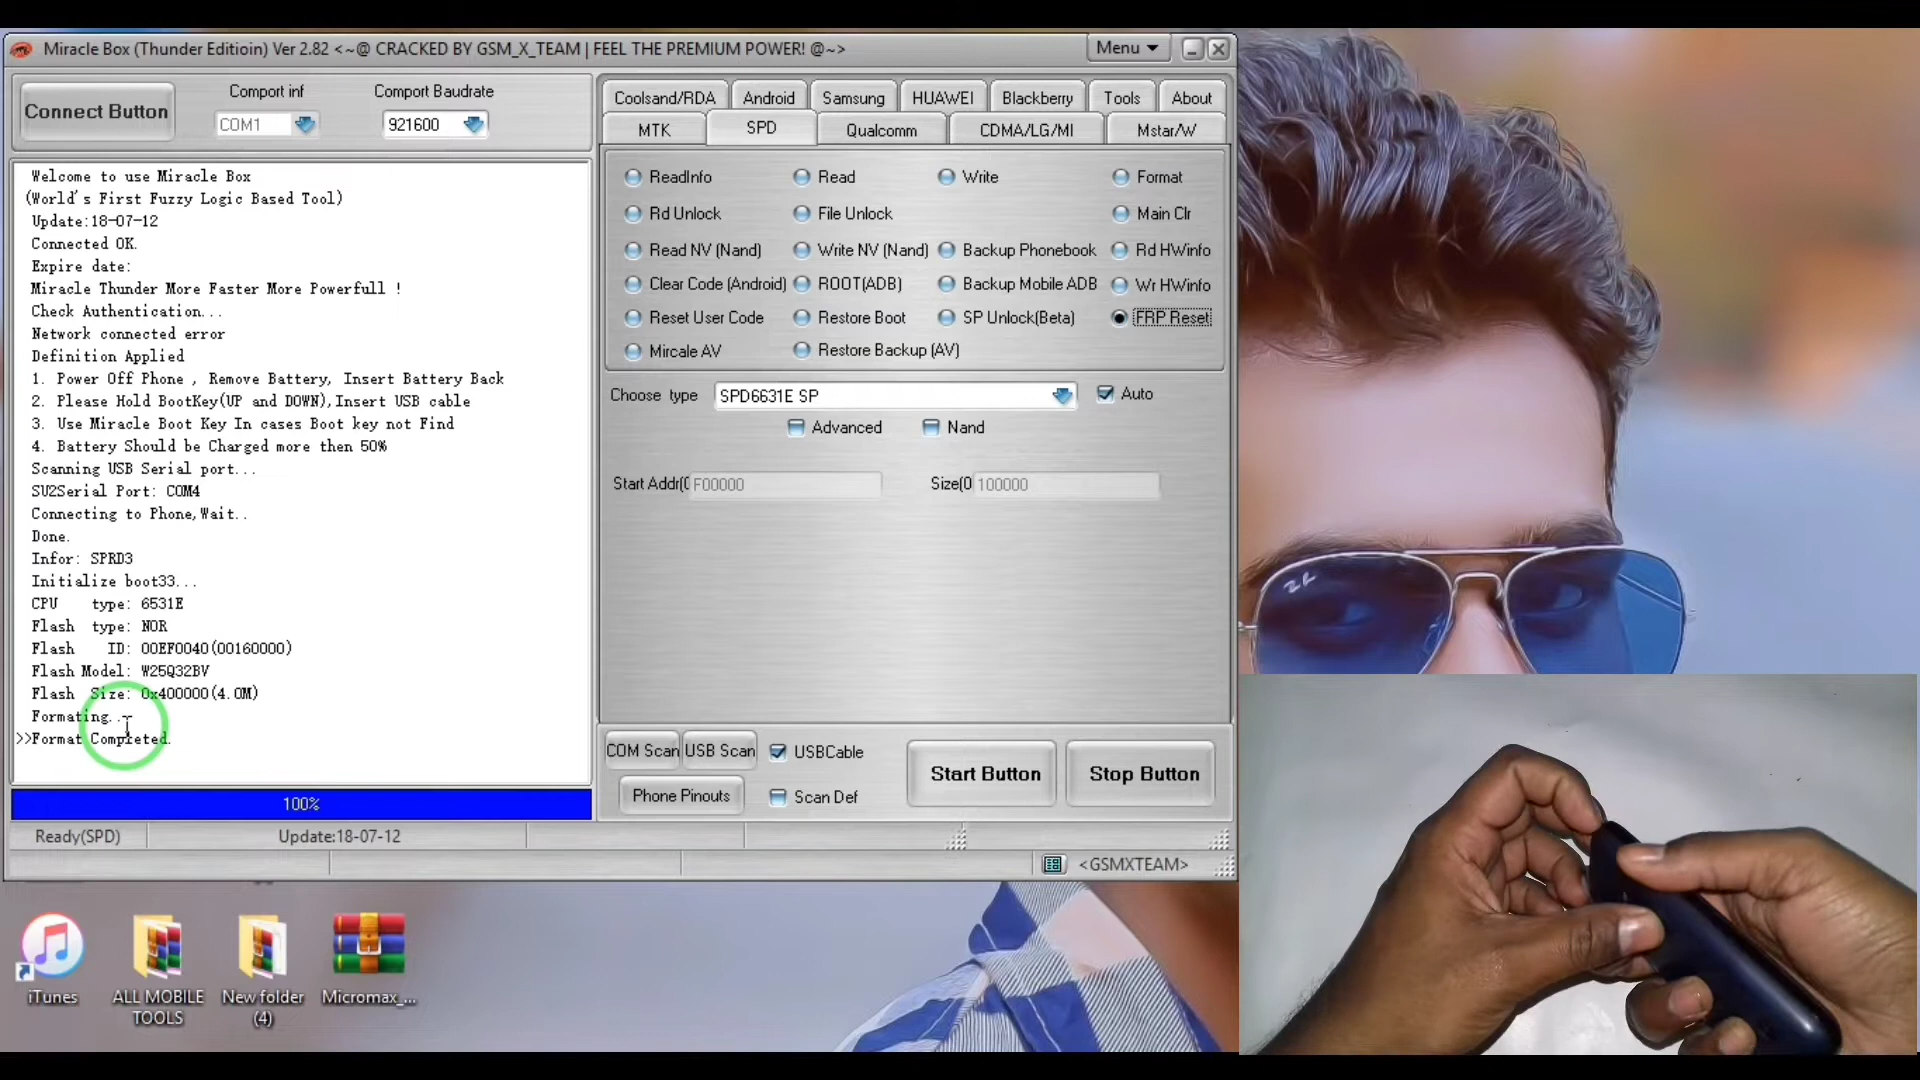 Miracle Box (Thunder Editioin) Ver 2.82 <~@ CRACKED BY GSM_X_TEAM | FEEL THE PREMIUM POWER! @~>
Menu
Connect Button
Comport inf
COM1
Comport Baudrate
921600
Welcome to use Miracle Box
(World's First Fuzzy Logic Based Tool)
Update:18-07-12
Connected OK.
Expire date:
Miracle Thunder More Faster More Powerfull !
Check Authentication...
Network connected error
Definition Applied
1. Power Off Phone , Remove Battery, Insert Battery Back
2. Please Hold BootKey(UP and DOWN),Insert USB cable
3. Use Miracle Boot Key In cases Boot key not Find
4. Battery Should be Charged more then 50%
Scanning USB Serial port...
SU2Serial Port: COM4
Connecting to Phone,Wait..
Done.
Infor: SPRD3
Initialize boot33...
CPU type: 6531E
Flash type: NOR
Flash ID: 00EF0040(00160000)
Flash Model: W25Q32BV
Flash Size: 0x400000(4.0M)
Formating...
>>Format Completed.
100%
Ready(SPD)
Update:18-07-12
Coolsand/RDA Android Samsung HUAWEI Blackberry Tools About
MTK SPD Qualcomm CDMA/LG/MI Mstar/W
ReadInfo Read Write Format
Rd Unlock File Unlock Main Clr
Read NV (Nand) Write NV (Nand) Backup Phonebook Rd HWinfo
Clear Code (Android) ROOT(ADB) Backup Mobile ADB Wr HWinfo
Reset User Code Restore Boot SP Unlock(Beta) FRP Reset
Mircale AV Restore Backup (AV)
Choose type SPD6631E SP Auto
Advanced Nand
Start Addr(0 F00000 Size(0 100000
COM Scan USB Scan USBCable
Phone Pinouts Scan Def
Start Button Stop Button
<GSMXTEAM>
iTunes
ALL MOBILE
TOOLS
New folder
(4)
Micromax_...